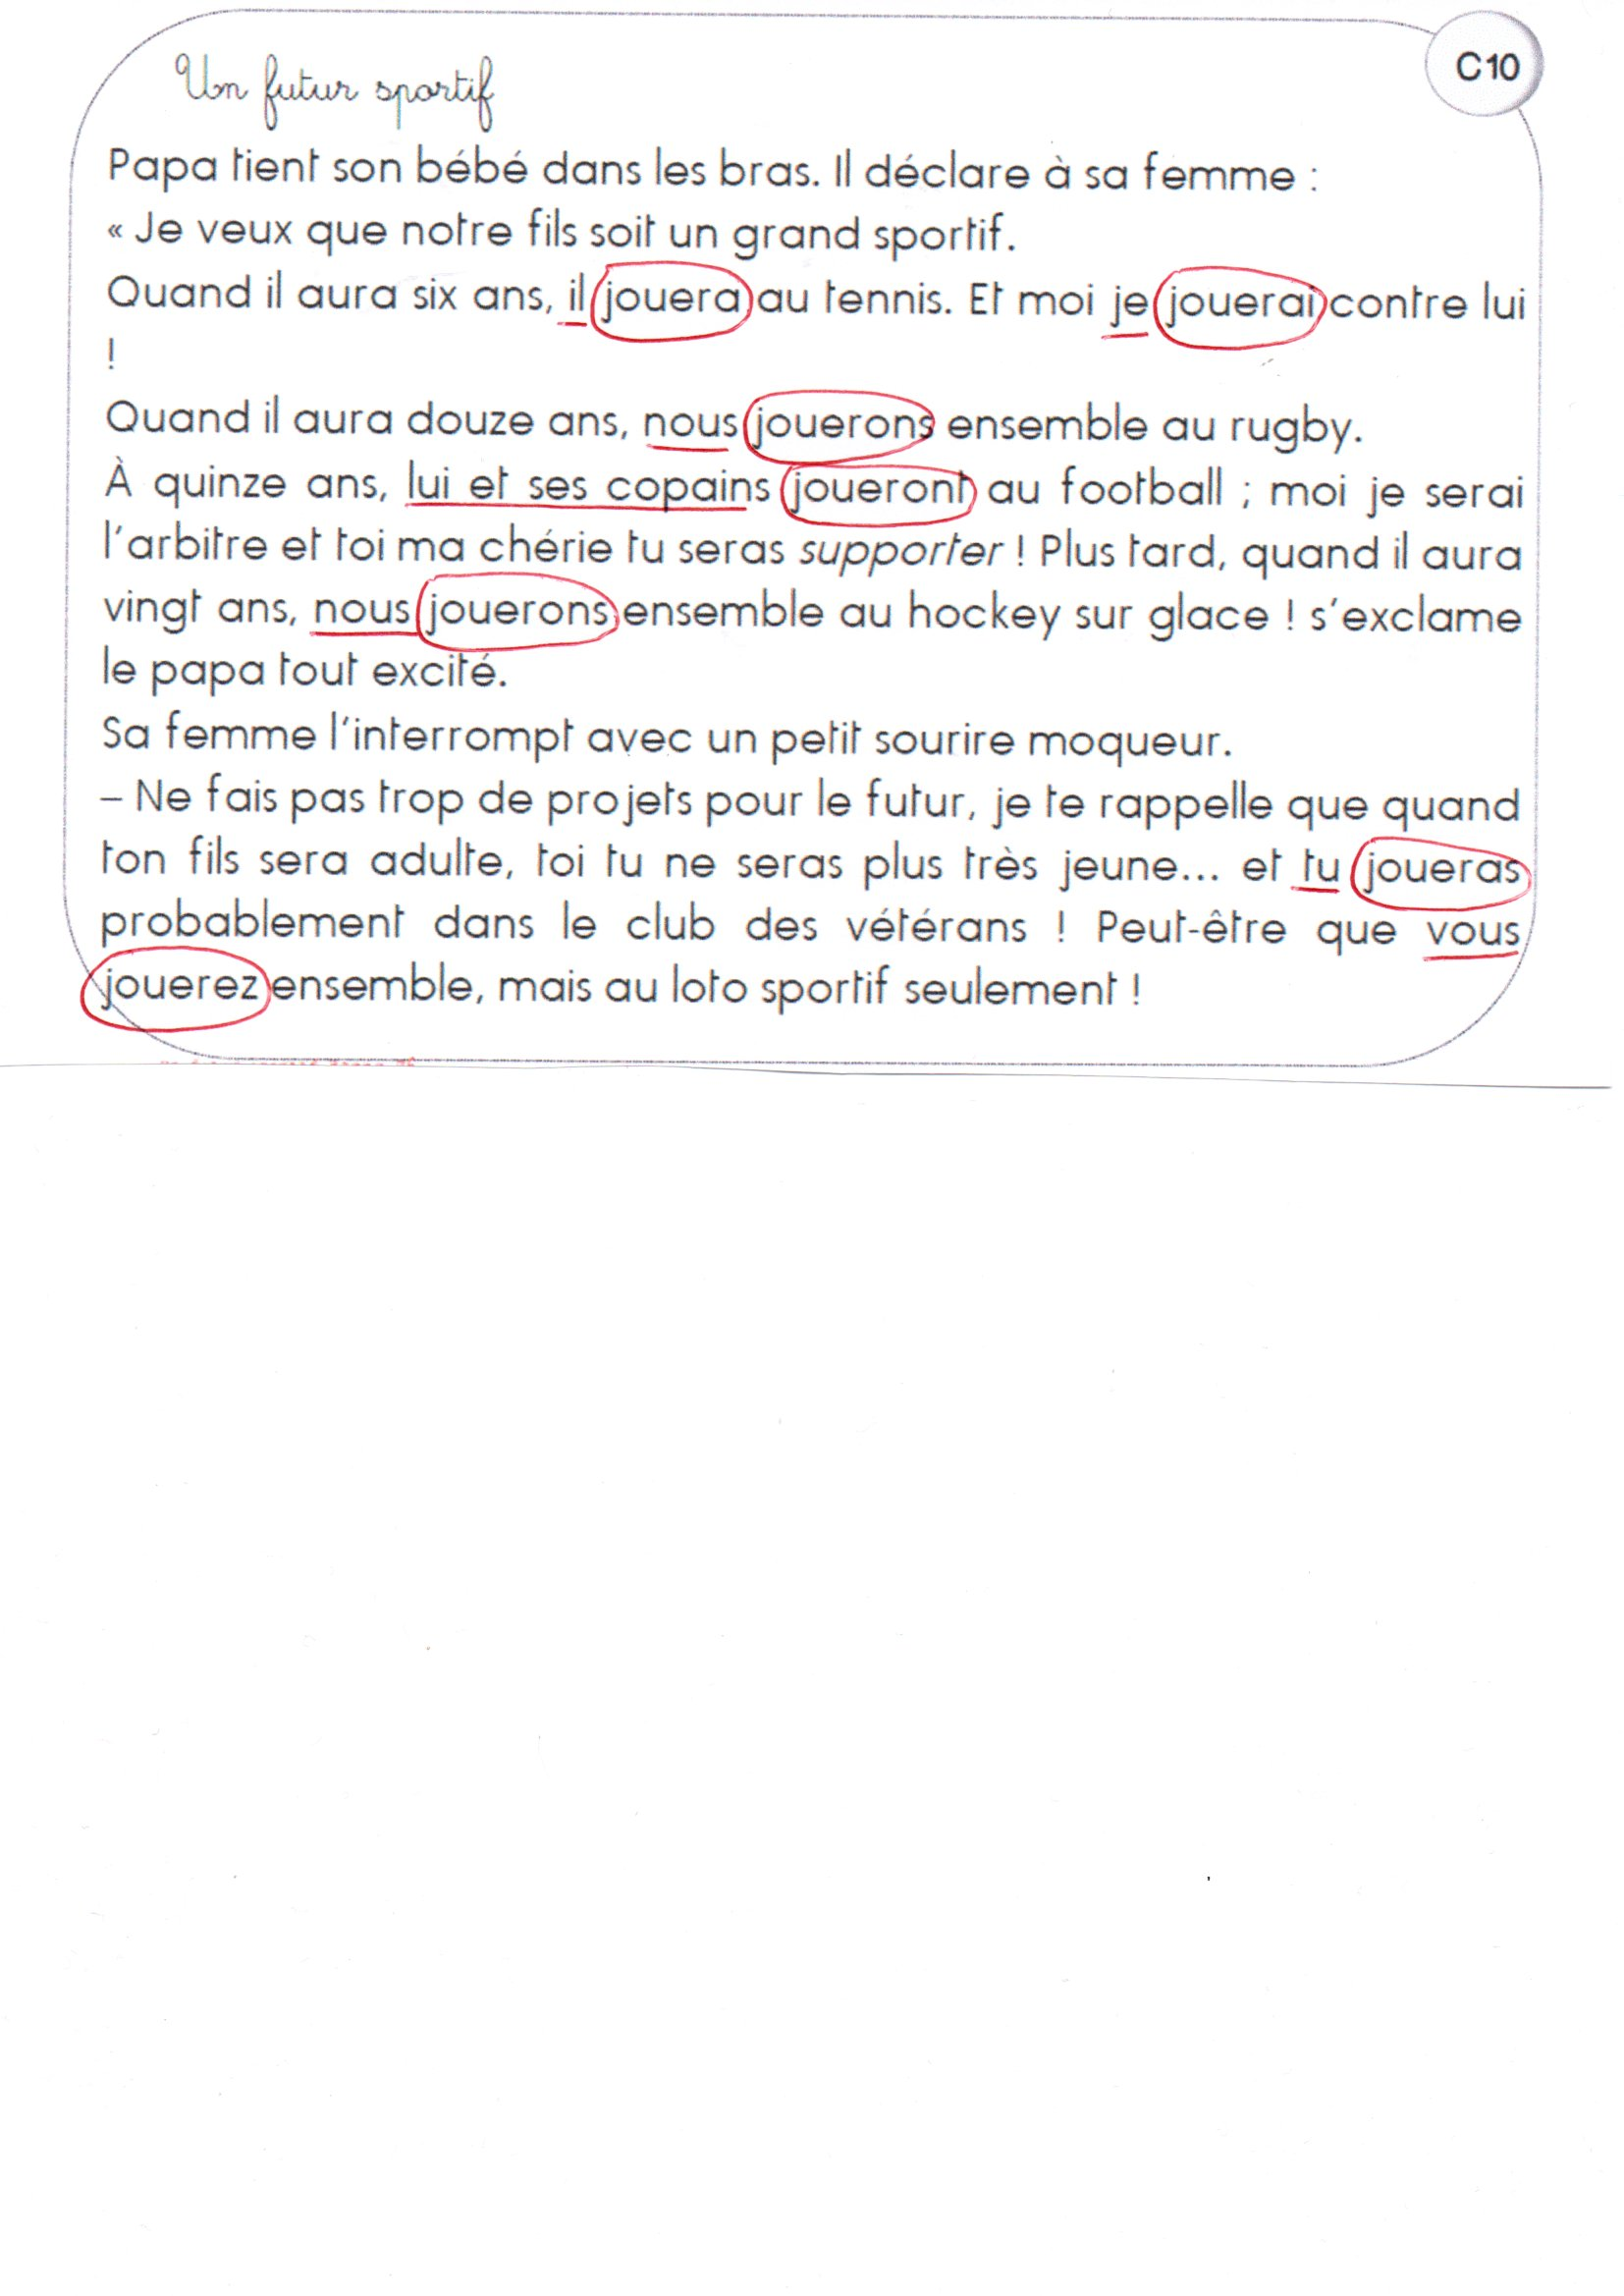 C10
Un futur sportif
Papa tient son bébé dans les bras. Il déclare à sa femme :
« Je veux que notre fils soit un grand sportif.
Quand il aura six ans, il jouera au tennis. Et moi je jouerai contre lui
!
Quand il aura douze ans, nous jouerons ensemble au rugby.
À quinze ans, lui et ses copains joueront au football ; moi je serai
l'arbitre et toi ma chérie tu seras supporter ! Plus tard, quand il aura
vingt ans, nous jouerons ensemble au hockey sur glace ! s'exclame
le papa tout excité.
Sa femme l'interrompt avec un petit sourire moqueur.
– Ne fais pas trop de projets pour le futur, je te rappelle que quand
ton fils sera adulte, toi tu ne seras plus très jeune... et tu joueras
probablement dans le club des vétérans ! Peut-être que vous
jouerez ensemble, mais au loto sportif seulement !